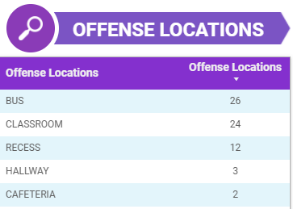 OFFENSE LOCATIONS
Offense Locations Offense Locations
BUS 26
CLASSROOM 24
RECESS 12
HALLWAY 3
CAFETERIA 2